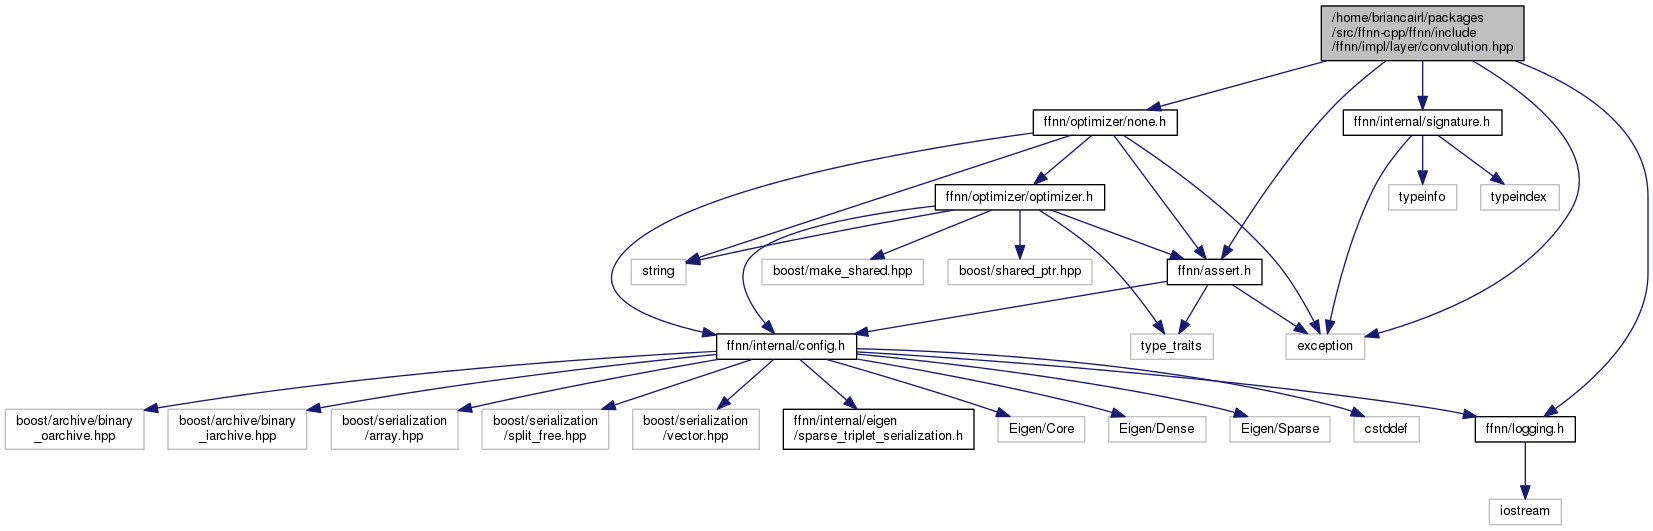 /home/briancairl/packages
/src/ffnn-cpp/ffnn/include
/ffnn/impl/layer/convolution.hpp
ffnn/optimizer/none.h
ffnn/internal/signature.h
ffnn/optimizer/optimizer.h
typeinfo
typeindex
string
boost/make_shared.hpp
boost/shared_ptr.hpp
ffnn/assert.h
ffnn/internal/config.h
type_traits
exception
boost/archive/binary
_oarchive.hpp
boost/archive/binary
_iarchive.hpp
boost/serialization
/array.hpp
boost/serialization
/split_free.hpp
boost/serialization
/vector.hpp
ffnn/internal/eigen
/sparse_triplet_serialization.h
Eigen/Core
Eigen/Dense
Eigen/Sparse
cstddef
ffnn/logging.h
iostream